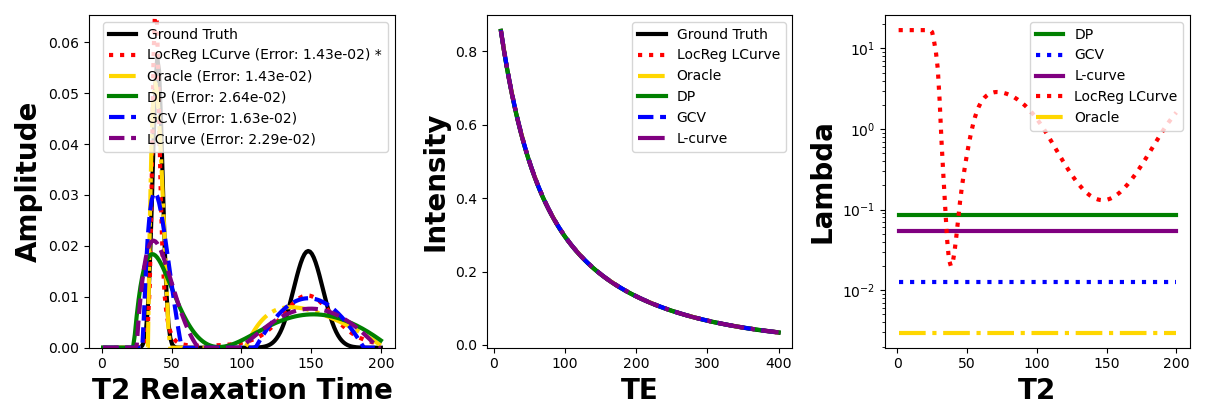 Amplitude
0.06
0.05
0.04
0.03
0.02
0.01
0.00
0 50 100 150 200
T2 Relaxation Time
Ground Truth
LocReg LCurve (Error: 1.43e-02) *
Oracle (Error: 1.43e-02)
DP (Error: 2.64e-02)
GCV (Error: 1.63e-02)
LCurve (Error: 2.29e-02)
Intensity
0.8
0.6
0.4
0.2
0.0
0 100 200 300 400
TE
Ground Truth
LocReg LCurve
Oracle
DP
GCV
L-curve
Lambda
10¹
10⁰
10⁻¹
10⁻²
0 50 100 150 200
T2
DP
GCV
L-curve
LocReg LCurve
Oracle